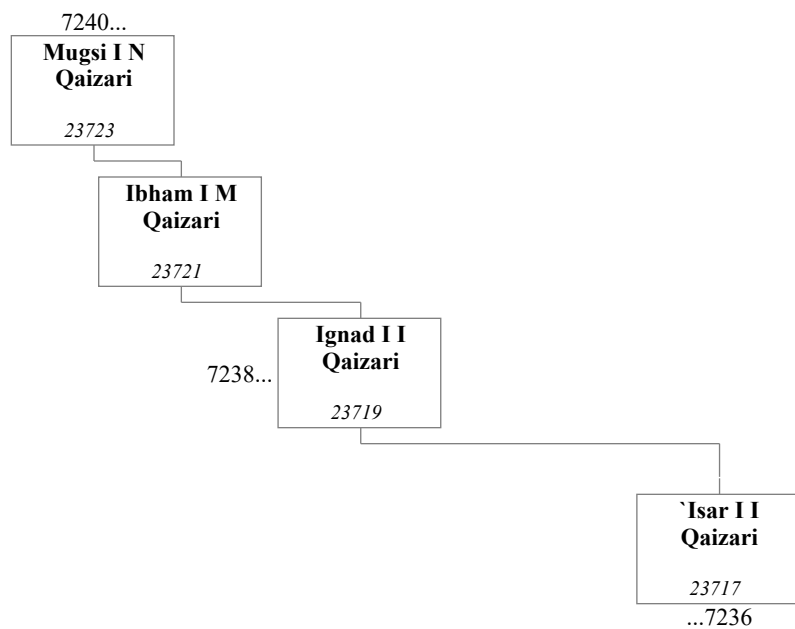 7240...
Mugsi I N
Qaizari
23723
Ibham I M
Qaizari
23721
Ignad I I
Qaizari
7238...
23719
`Isar I I
Qaizari
23717
...7236